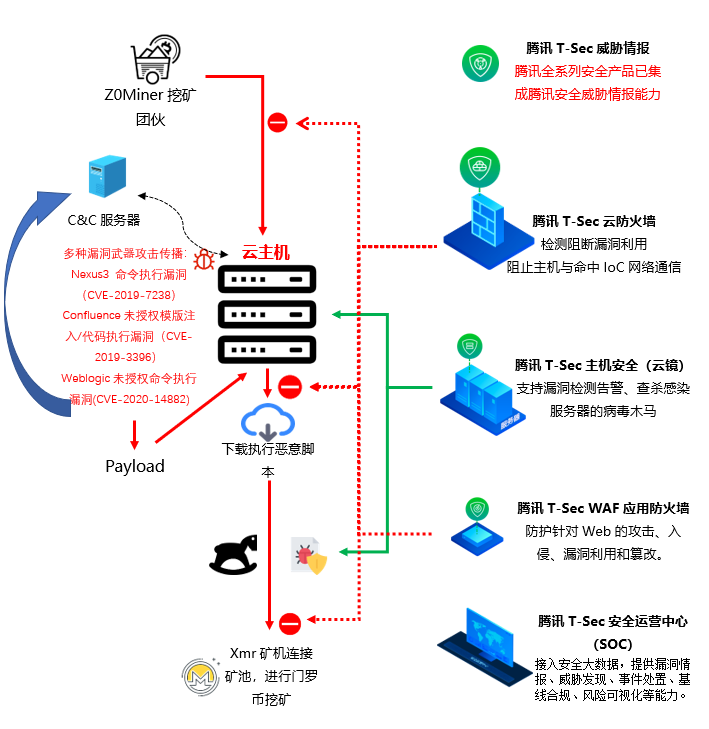 Z0Miner 挖矿
团伙
C&C 服务器
多种漏洞武器攻击传播：
Nexus3 命令执行漏洞
（CVE-2019-7238）
Confluence 未授权模版注
入/代码执行漏洞（CVE-
2019-3396）
Weblogic 未授权命令执行
漏洞(CVE-2020-14882)
Payload
云主机
下载执行恶意脚
本
Xmr 矿机连接
矿池，进行门罗
币挖矿
腾讯 T-Sec 威胁情报
腾讯全系列安全产品已集
成腾讯安全威胁情报能力
腾讯 T-Sec 云防火墙
检测阻断漏洞利用
阻止主机与命中 IoC 网络通信
腾讯 T-Sec 主机安全（云镜）
支持漏洞检测告警、查杀感染
服务器的病毒木马
服务器
腾讯 T-Sec WAF 应用防火墙
防护针对 Web 的攻击、入
侵、漏洞利用和篡改。
腾讯 T-Sec 安全运营中心
（SOC）
接入安全大数据，提供漏洞情
报、威胁发现、事件处置、基
线合规、风险可视化等能力。